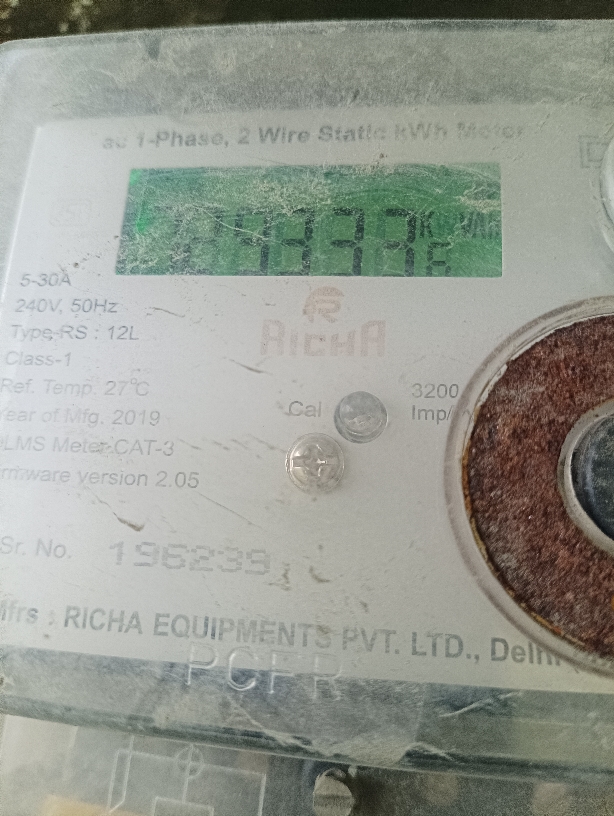 ac 1-Phase, 2 Wire Static kWh Meter
5-30A
240V, 50Hz
Type-RS : 12L
Class-1
Ref. Temp. 27°C
Year of Mfg. 2019
DLMS Meter-CAT-3
Firmware version 2.05
RICHA
Cal
3200
Imp/
Sr. No. 196239
Mfrs : RICHA EQUIPMENTS PVT. LTD., Delhi